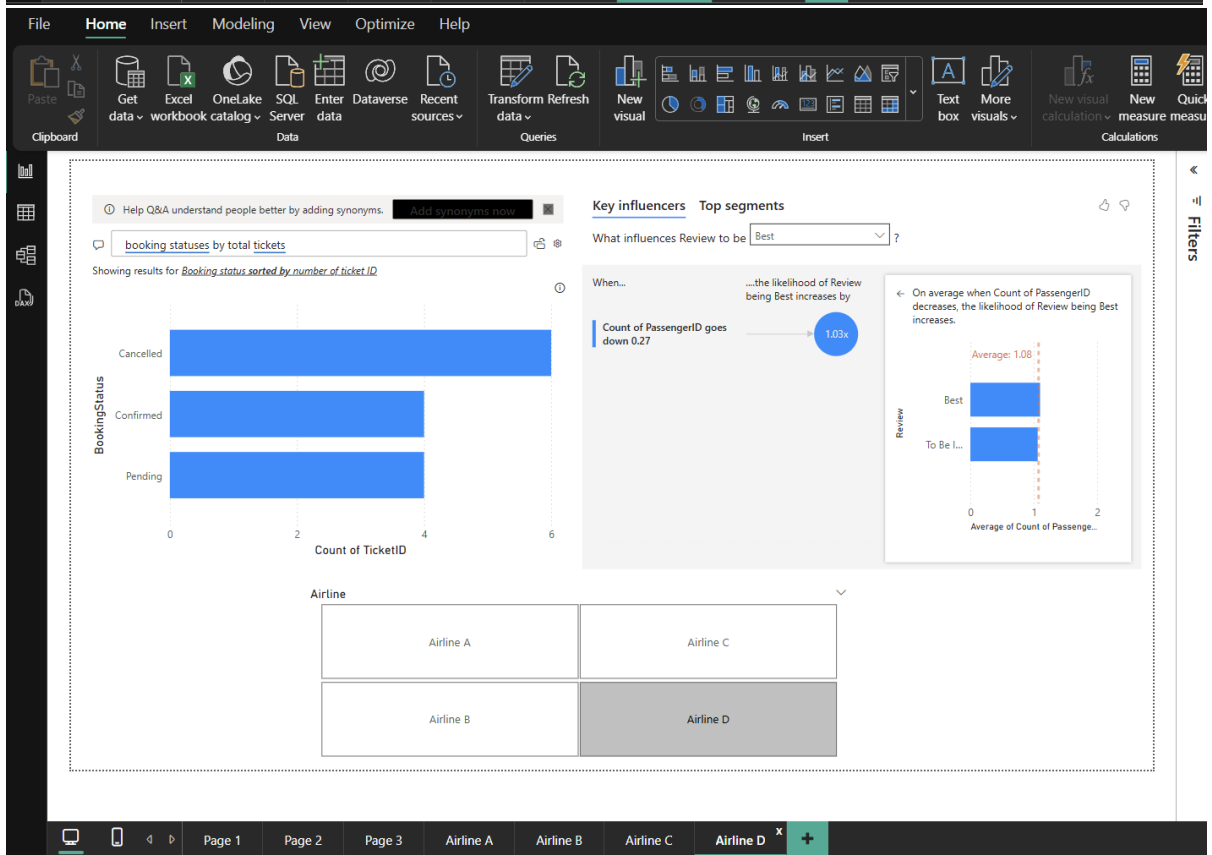 File Home Insert Modeling View Optimize Help
Paste
Get data
Excel workbook
OneLake catalog
SQL Server
Enter data
Dataverse
Recent sources
Transform data
Refresh
New visual
Text box
More visuals
New visual calculation
New measure
Quick measu
Clipboard
Data
Queries
Insert
Calculations
Help Q&A understand people better by adding synonyms. Add synonyms now
booking statuses by total tickets
Showing results for Booking status sorted by number of ticket ID
BookingStatus
Cancelled
Confirmed
Pending
0 2 4 6
Count of TicketID
Key influencers Top segments
What influences Review to be Best ?
When...
....the likelihood of Review
being Best increases by
Count of PassengerID goes
down 0.27
1.03x
On average when Count of PassengerID
decreases, the likelihood of Review being Best
increases.
Average: 1.08
Review
Best
To Be I...
0 1 2
Average of Count of Passenge...
Filters
DAX
Airline
Airline A Airline C
Airline B Airline D
Page 1 Page 2 Page 3 Airline A Airline B Airline C Airline D x +